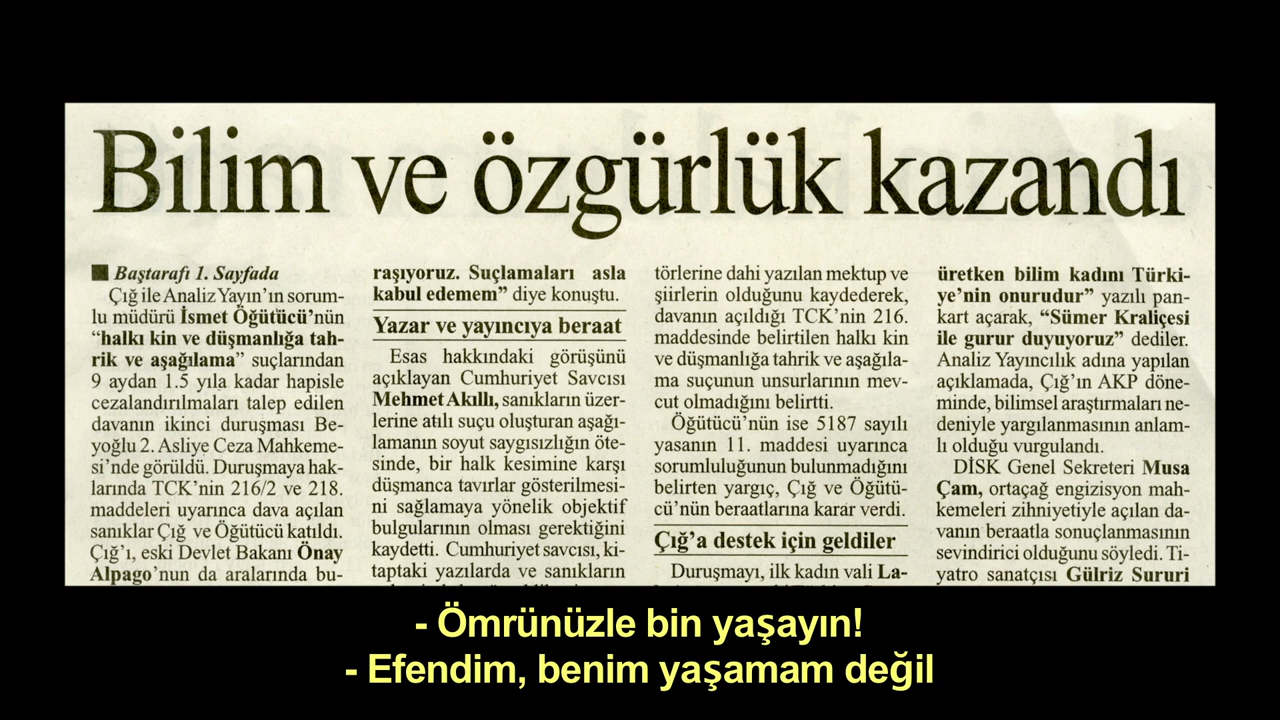 Bilim ve özgürlük kazandı
Baştarafı 1. Sayfada
Çığ ile Analiz Yayın’ın sorum-
lu müdürü İsmet Öğütücü’nün
“halkı kin ve düşmanlığa tah-
rik ve aşağılama” suçlarından
9 aydan 1.5 yıla kadar hapisle
cezalandırılmaları talep edilen
davanın ikinci duruşması Be-
yoğlu 2. Asliye Ceza Mahkeme-
si’nde görüldü. Duruşmaya hak-
larında TCK’nin 216/2 ve 218.
maddeleri uyarınca dava açılan
sanıklar Çığ ve Öğütücü katıldı.
Çığ’ı, eski Devlet Bakanı Önay
Alpago’nun da aralarında bu-
raşıyoruz. Suçlamaları asla
kabul edemem” diye konuştu.
Yazar ve yayıncıya beraat
Esas hakkındaki görüşünü
açıklayan Cumhuriyet Savcısı
Mehmet Akıllı, sanıkların üzer-
lerine atılı suçu oluşturan aşağı-
lamanın soyut saygısızlığın öte-
sinde, bir halk kesimine karşı
düşmanca tavırlar gösterilmesi-
ni sağlamaya yönelik objektif
bulgularının olması gerektiğini
kaydetti. Cumhuriyet savcısı, ki-
taptaki yazılarda ve sanıkların
törlerine dahi yazılan mektup ve
şiirlerin olduğunu kaydederek,
davanın açıldığı TCK’nin 216.
maddesinde belirtilen halkı kin
ve düşmanlığa tahrik ve aşağıla-
ma suçunun unsurlarının mev-
cut olmadığını belirtti.
Öğütücü’nün ise 5187 sayılı
yasanın 11. maddesi uyarınca
sorumluluğunun bulunmadığını
belirten yargıç, Çığ ve Öğütü-
cü’nün beraatlarına karar verdi.
Çığ’a destek için geldiler
Duruşmayı, ilk kadın vali La-
üretken bilim kadını Türki-
ye’nin onurudur” yazılı pan-
kart açarak, “Sümer Kraliçesi
ile gurur duyuyoruz” dediler.
Analiz Yayıncılık adına yapılan
açıklamada, Çığ’ın AKP döne-
minde, bilimsel araştırmaları ne-
deniyle yargılanmasının anlam-
lı olduğu vurgulandı.
DİSK Genel Sekreteri Musa
Çam, ortaçağ engizisyon mah-
kemeleri zihniyetiyle açılan da-
vanın beraatla sonuçlanmasının
sevindirici olduğunu söyledi. Ti-
yatro sanatçısı Gülriz Sururi
- Ömrünüzle bin yaşayın!
- Efendim, benim yaşamam değil